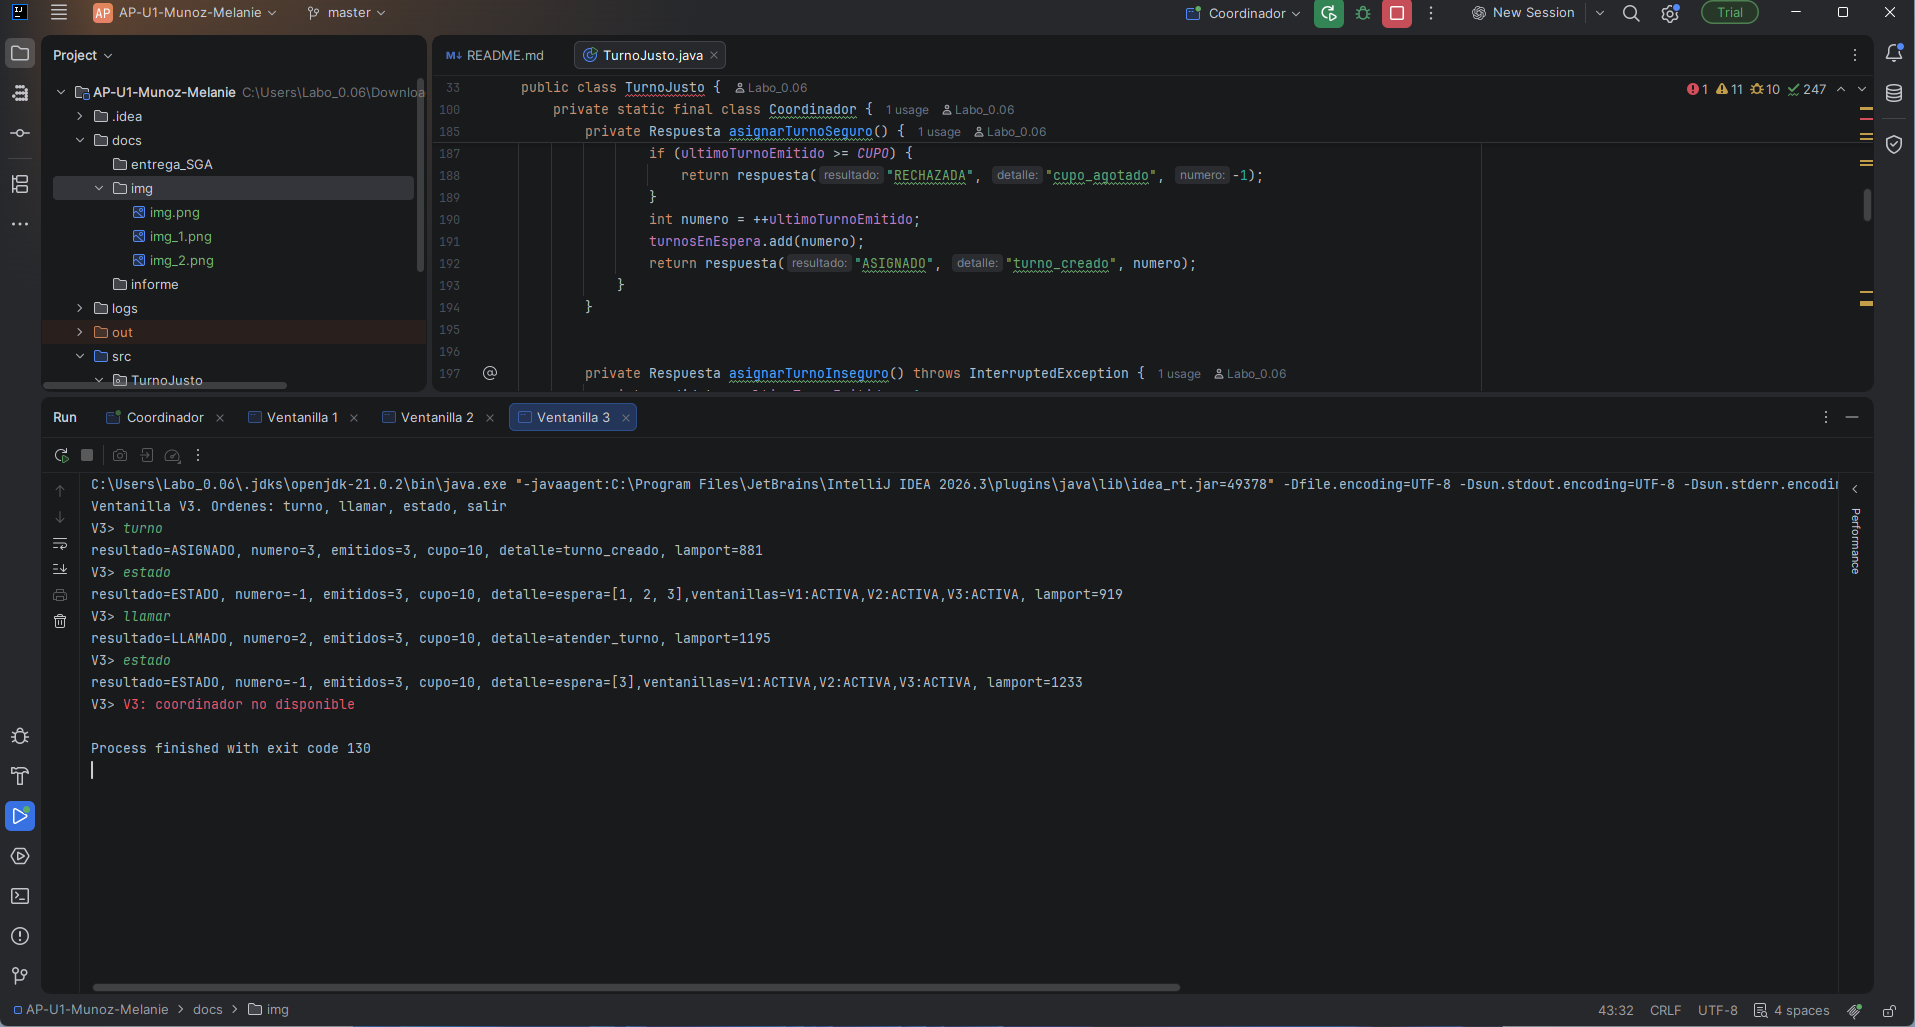 AP AP-U1-Munoz-Melanie master Coordinador New Session Trial
Project
AP-U1-Munoz-Melanie C:\Users\Labo_0.06\Downloa
.idea
docs
entrega_SGA
img
img.png
img_1.png
img_2.png
informe
logs
out
src
TurnoJusto
M↓ README.md TurnoJusto.java
1 11 10 247
33 public class TurnoJusto { Labo_0.06
100 private static final class Coordinador { 1 usage Labo_0.06
185 private Respuesta asignarTurnoSeguro() { 1 usage Labo_0.06
187 if (ultimoTurnoEmitido >= CUPO) {
188 return respuesta( resultado: "RECHAZADA", detalle: "cupo_agotado", numero: -1);
189 }
190 int numero = ++ultimoTurnoEmitido;
191 turnosEnEspera.add(numero);
192 return respuesta( resultado: "ASIGNADO", detalle: "turno_creado", numero);
193 }
194 }
195
196
197 @ private Respuesta asignarTurnoInseguro() throws InterruptedException { 1 usage Labo_0.06
Run Coordinador Ventanilla 1 Ventanilla 2 Ventanilla 3
C:\Users\Labo_0.06\.jdks\openjdk-21.0.2\bin\java.exe "-javaagent:C:\Program Files\JetBrains\IntelliJ IDEA 2026.3\plugins\java\lib\idea_rt.jar=49378" -Dfile.encoding=UTF-8 -Dsun.stdout.encoding=UTF-8 -Dsun.stderr.encodin
Ventanilla V3. Ordenes: turno, llamar, estado, salir
V3> turno
resultado=ASIGNADO, numero=3, emitidos=3, cupo=10, detalle=turno_creado, lamport=881
V3> estado
resultado=ESTADO, numero=-1, emitidos=3, cupo=10, detalle=espera=[1, 2, 3],ventanillas=V1:ACTIVA,V2:ACTIVA,V3:ACTIVA, lamport=919
V3> llamar
resultado=LLAMADO, numero=2, emitidos=3, cupo=10, detalle=atender_turno, lamport=1195
V3> estado
resultado=ESTADO, numero=-1, emitidos=3, cupo=10, detalle=espera=[3],ventanillas=V1:ACTIVA,V2:ACTIVA,V3:ACTIVA, lamport=1233
V3> V3: coordinador no disponible
Process finished with exit code 130
Performance
AP-U1-Munoz-Melanie > docs > img 43:32 CRLF UTF-8 4 spaces